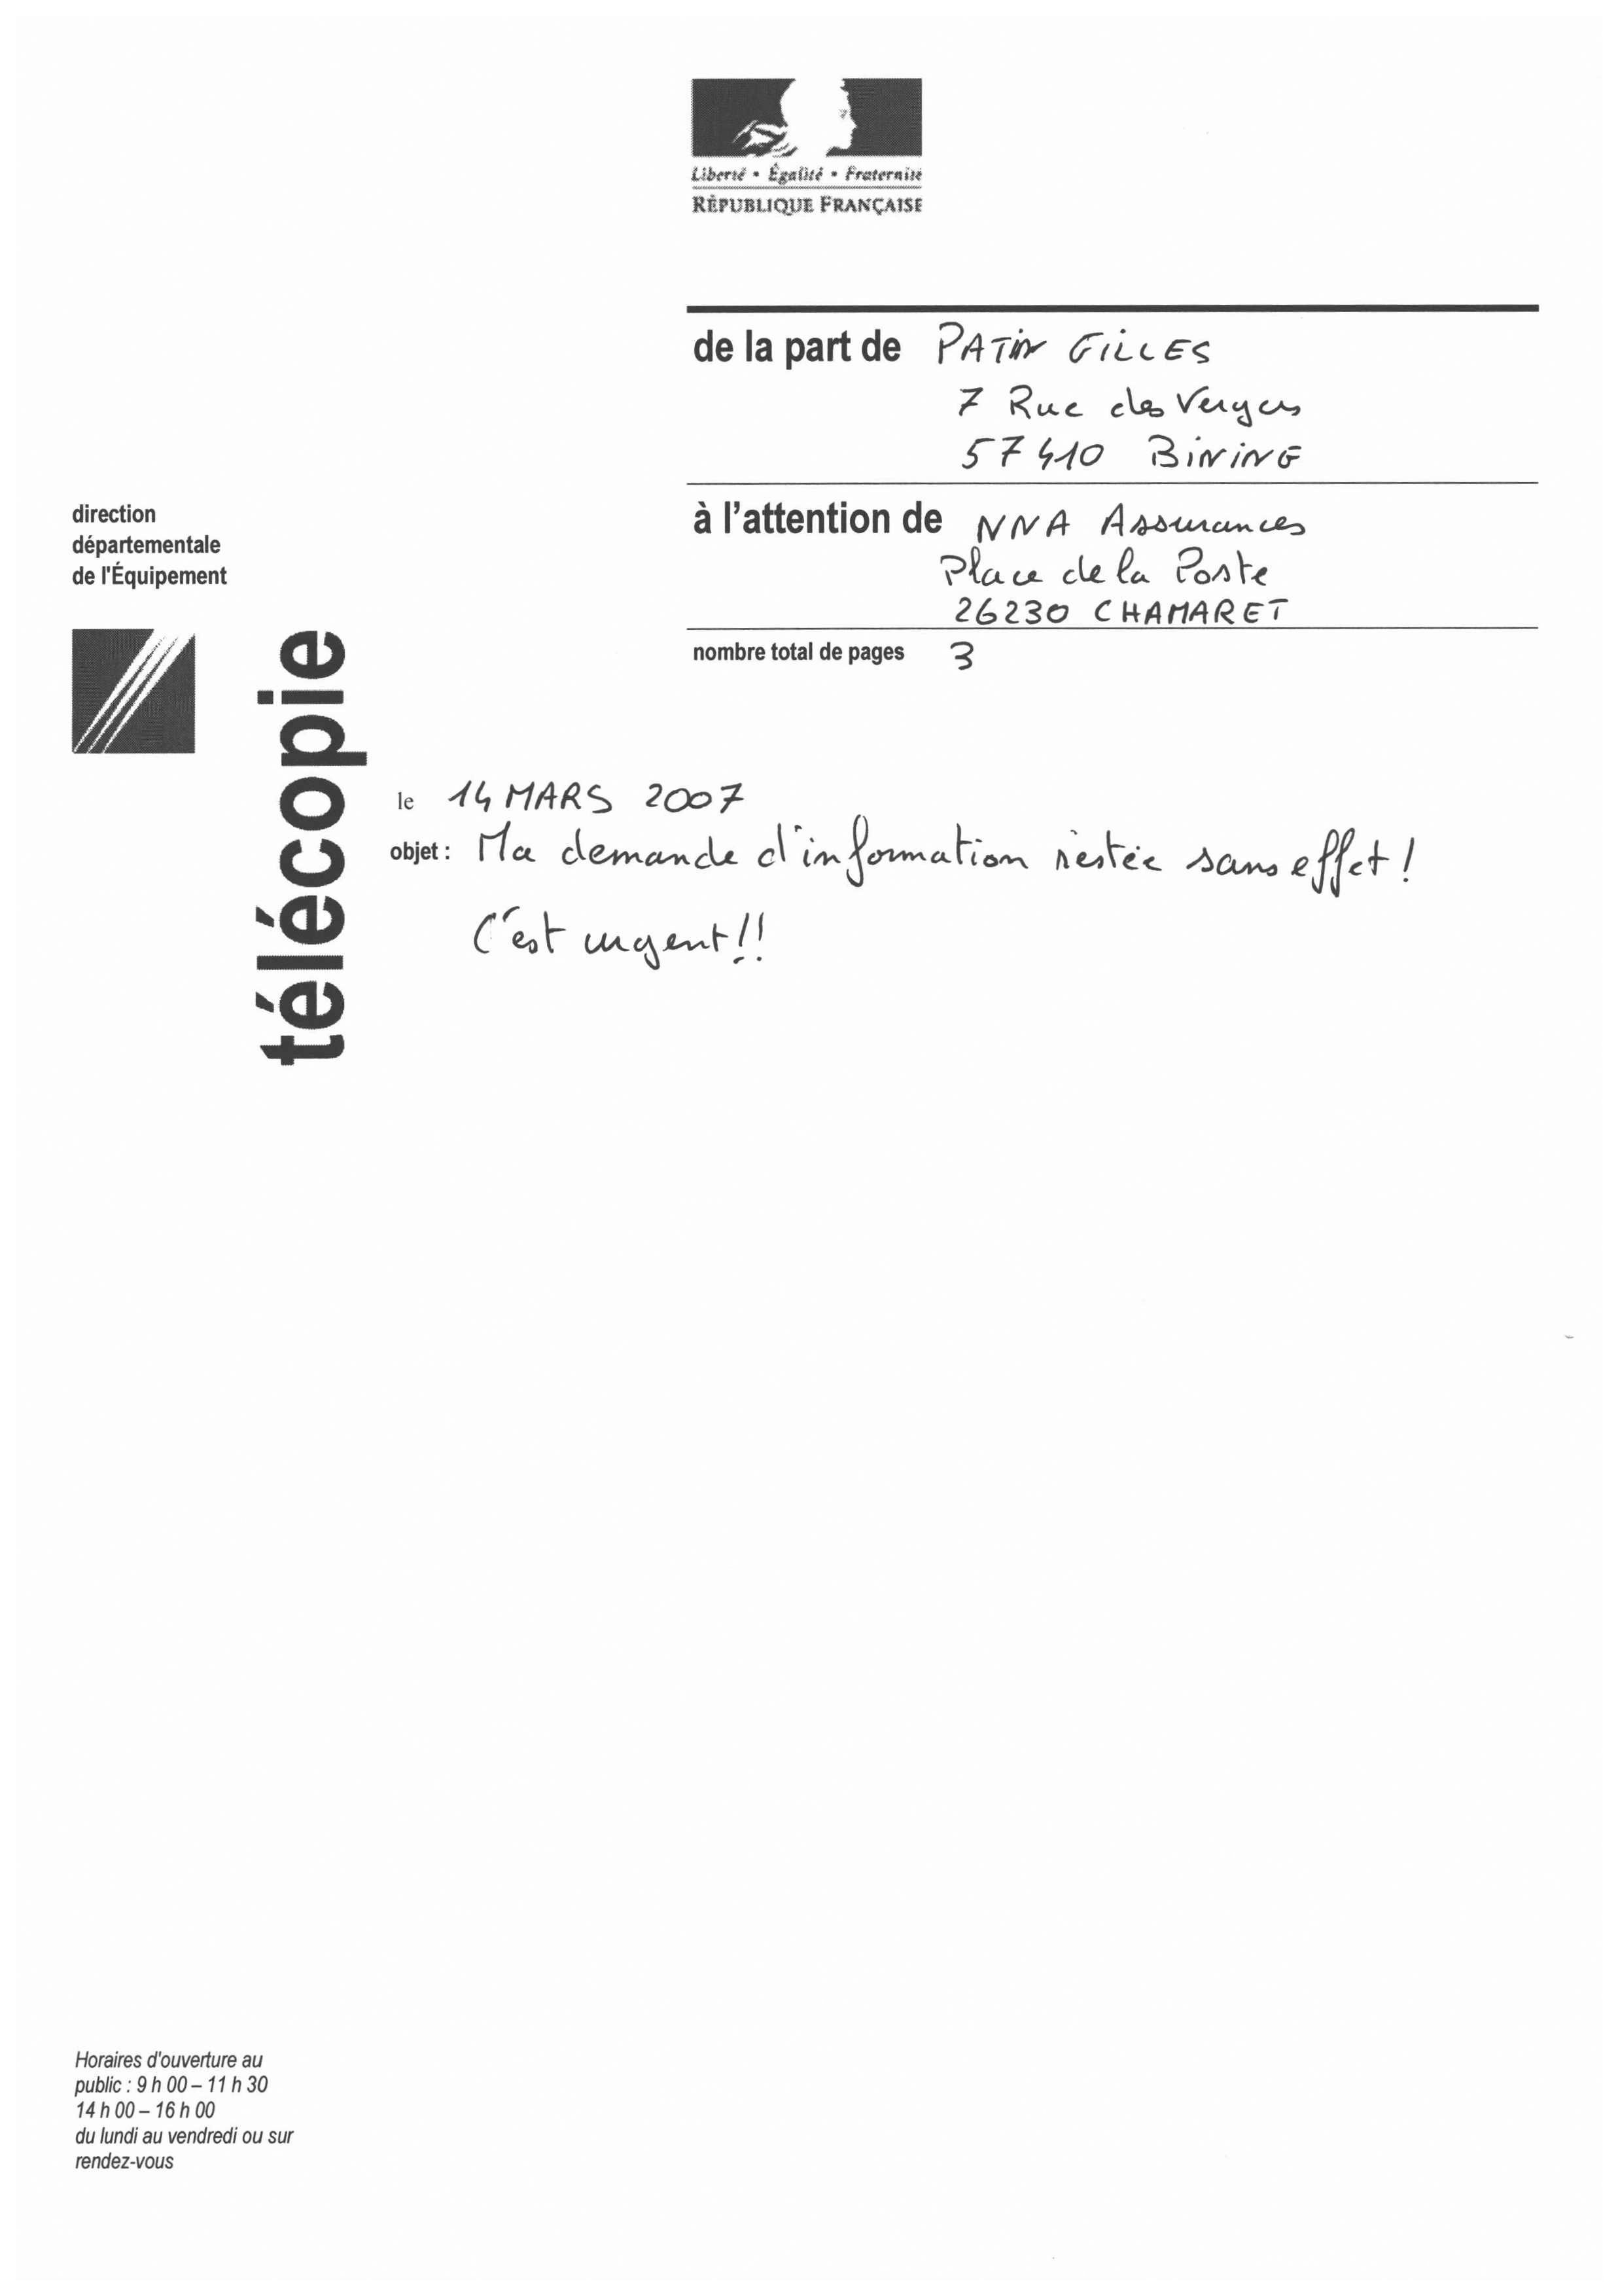 Liberté • Égalité • Fraternité
RÉPUBLIQUE FRANÇAISE
de la part de PATIN GILLES
7 Rue des Vergers
57410 BINING
à l'attention de NNA Assurances
Place de la Poste
26230 CHAMARET
nombre total de pages 3
direction
départementale
de l'Équipement
télécopie
le 14 MARS 2007
objet : Ma demande d'information restée sans effet !
C'est urgent !!
Horaires d'ouverture au
public : 9 h 00 – 11 h 30
14 h 00 – 16 h 00
du lundi au vendredi ou sur
rendez-vous